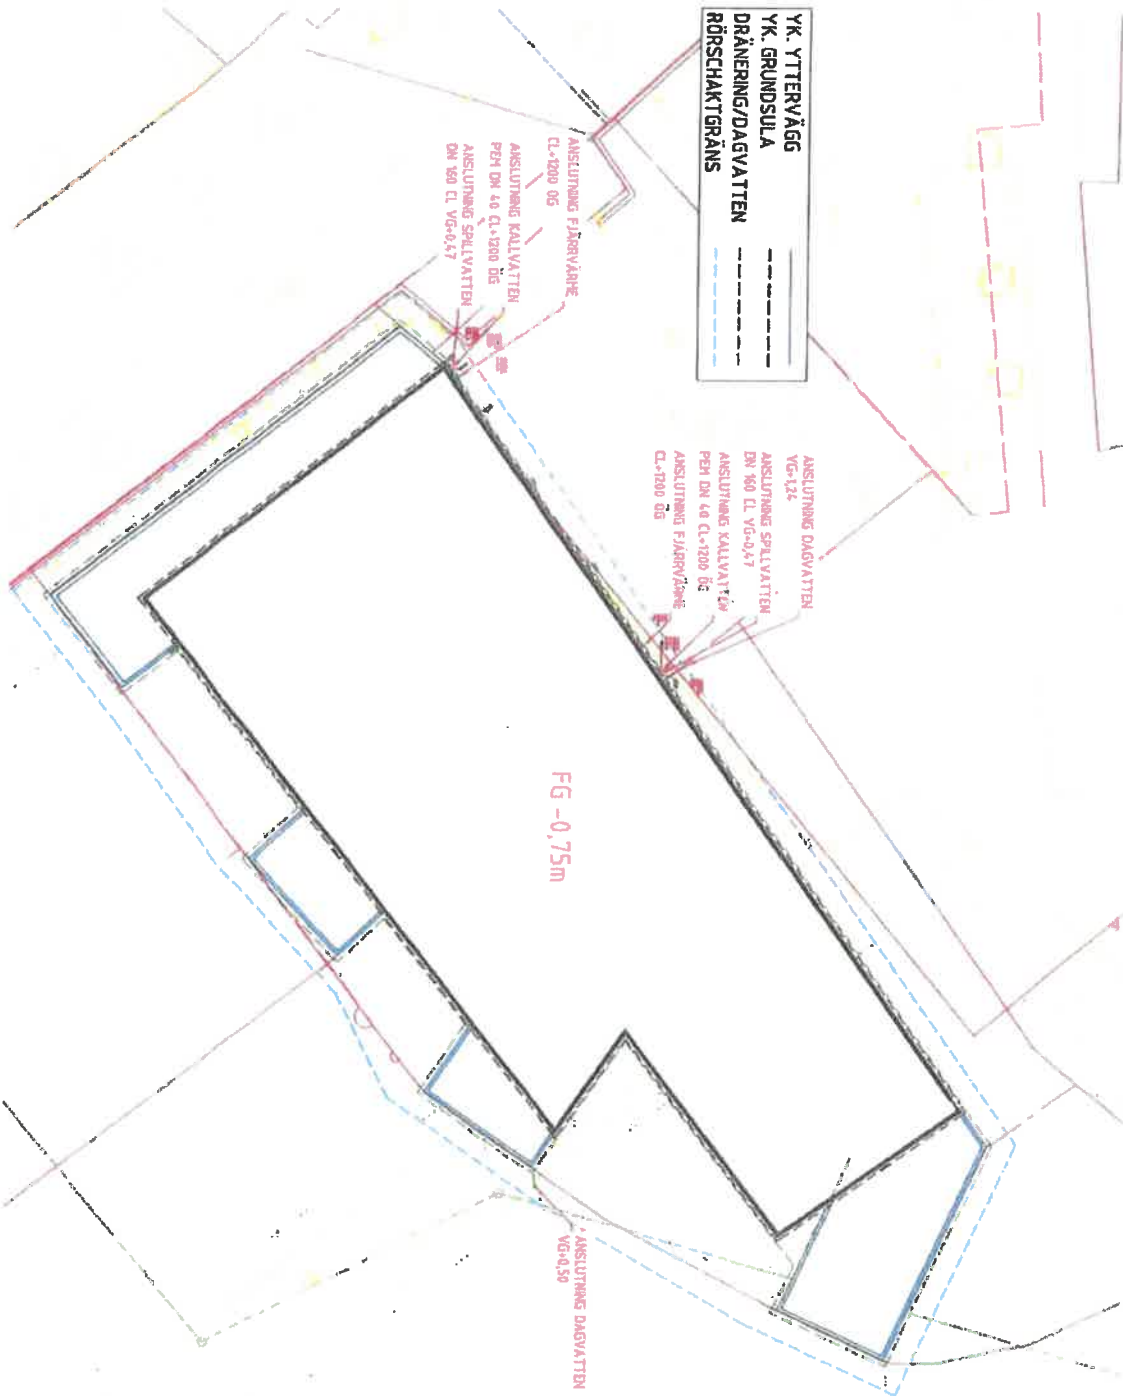 YK. YTTERVÄGG
YK. GRUNDSULA
DRÄNERING/DAGVATTEN
RÖRSCHAKTGRÄNS
ANSLUTNING FJÄRRVÄRME
CL+1200 ÖG
ANSLUTNING KALLVATTEN
PEM DN 40 CL+1200 ÖG
ANSLUTNING SPILLVATTEN
DN 160 CL VG+0,47
ANSLUTNING DAGVATTEN
VG+1,24
ANSLUTNING SPILLVATTEN
DN 160 CL VG+0,47
ANSLUTNING KALLVATTEN
PEM DN 40 CL+1200 ÖG
ANSLUTNING FJÄRRVÄRME
CL+1200 ÖG
FG -0,75m
ANSLUTNING DAGVATTEN
VG+0,50